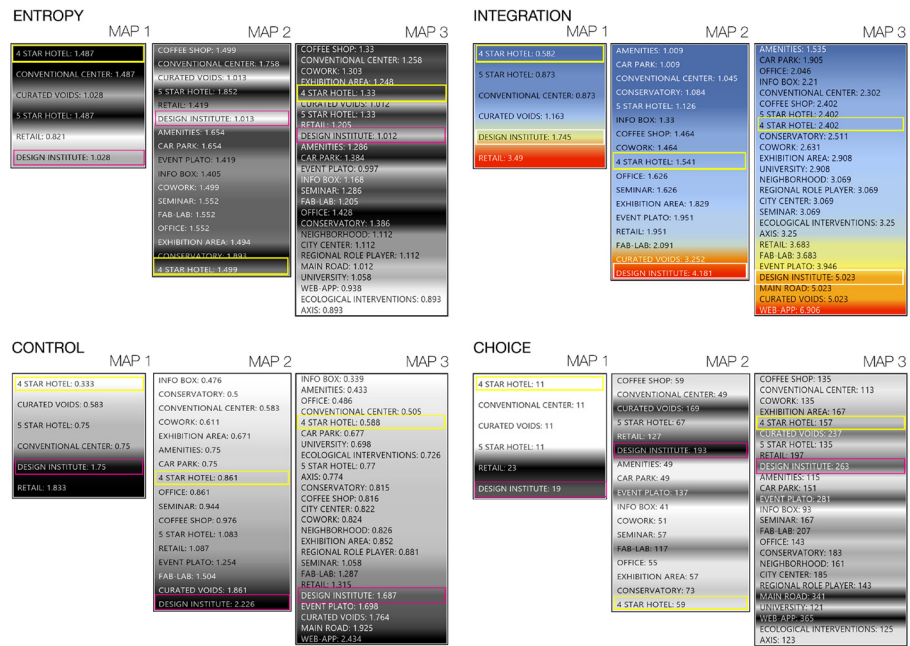 ENTROPY
MAP 1
4 STAR HOTEL: 1.487
CONVENTIONAL CENTER: 1.487
CURATED VOIDS: 1.028
5 STAR HOTEL: 1.487
RETAIL: 0.821
DESIGN INSTITUTE: 1.028
MAP 2
COFFEE SHOP: 1.499
CONVENTIONAL CENTER: 1.758
CURATED VOIDS: 1.013
5 STAR HOTEL: 1.852
RETAIL: 1.419
DESIGN INSTITUTE: 1.013
AMENITIES: 1.654
CAR PARK: 1.654
EVENT PLATO: 1.419
INFO BOX: 1.405
COWORK: 1.499
SEMINAR: 1.552
FAB-LAB: 1.552
OFFICE: 1.552
EXHIBITION AREA: 1.494
CONSERVATORY: 1.893
4 STAR HOTEL: 1.499
MAP 3
COFFEE SHOP: 1.33
CONVENTIONAL CENTER: 1.258
COWORK: 1.303
EXHIBITION AREA: 1.248
4 STAR HOTEL: 1.33
CURATED VOIDS: 1.012
5 STAR HOTEL: 1.33
RETAIL: 1.205
DESIGN INSTITUTE: 1.012
AMENITIES: 1.286
CAR PARK: 1.384
EVENT PLATO: 0.997
INFO BOX: 1.168
SEMINAR: 1.286
FAB-LAB: 1.205
OFFICE: 1.428
CONSERVATORY: 1.386
NEIGHBORHOOD: 1.112
CITY CENTER: 1.112
REGIONAL ROLE PLAYER: 1.112
MAIN ROAD: 1.012
UNIVERSITY: 1.058
WEB-APP: 0.938
ECOLOGICAL INTERVENTIONS: 0.893
AXIS: 0.893
INTEGRATION
MAP 1
4 STAR HOTEL: 0.582
5 STAR HOTEL: 0.873
CONVENTIONAL CENTER: 0.873
CURATED VOIDS: 1.163
DESIGN INSTITUTE: 1.745
RETAIL: 3.49
MAP 2
AMENITIES: 1.009
CAR PARK: 1.009
CONVENTIONAL CENTER: 1.045
CONSERVATORY: 1.084
5 STAR HOTEL: 1.126
INFO BOX: 1.33
COFFEE SHOP: 1.464
COWORK: 1.464
4 STAR HOTEL: 1.541
OFFICE: 1.626
SEMINAR: 1.626
EXHIBITION AREA: 1.829
EVENT PLATO: 1.951
RETAIL: 1.951
FAB-LAB: 2.091
CURATED VOIDS: 3.252
DESIGN INSTITUTE: 4.181
MAP 3
AMENITIES: 1.535
CAR PARK: 1.905
OFFICE: 2.046
INFO BOX: 2.21
CONVENTIONAL CENTER: 2.302
COFFEE SHOP: 2.402
5 STAR HOTEL: 2.402
4 STAR HOTEL: 2.402
CONSERVATORY: 2.511
COWORK: 2.631
EXHIBITION AREA: 2.908
UNIVERSITY: 2.908
NEIGHBORHOOD: 3.069
REGIONAL ROLE PLAYER: 3.069
CITY CENTER: 3.069
SEMINAR: 3.069
ECOLOGICAL INTERVENTIONS: 3.25
AXIS: 3.25
RETAIL: 3.683
FAB-LAB: 3.683
EVENT PLATO: 3.946
DESIGN INSTITUTE: 5.023
MAIN ROAD: 5.023
CURATED VOIDS: 5.023
WEB-APP: 6.906
CONTROL
MAP 1
4 STAR HOTEL: 0.333
CURATED VOIDS: 0.583
5 STAR HOTEL: 0.75
CONVENTIONAL CENTER: 0.75
DESIGN INSTITUTE: 1.75
RETAIL: 1.833
MAP 2
INFO BOX: 0.476
CONSERVATORY: 0.5
CONVENTIONAL CENTER: 0.583
COWORK: 0.611
EXHIBITION AREA: 0.671
AMENITIES: 0.75
CAR PARK: 0.75
4 STAR HOTEL: 0.861
OFFICE: 0.861
SEMINAR: 0.944
COFFEE SHOP: 0.976
5 STAR HOTEL: 1.083
RETAIL: 1.087
EVENT PLATO: 1.254
FAB-LAB: 1.504
CURATED VOIDS: 1.861
DESIGN INSTITUTE: 2.226
MAP 3
INFO BOX: 0.339
AMENITIES: 0.433
OFFICE: 0.486
CONVENTIONAL CENTER: 0.505
4 STAR HOTEL: 0.588
CAR PARK: 0.677
UNIVERSITY: 0.698
ECOLOGICAL INTERVENTIONS: 0.726
5 STAR HOTEL: 0.77
AXIS: 0.774
CONSERVATORY: 0.815
COFFEE SHOP: 0.816
CITY CENTER: 0.822
COWORK: 0.824
NEIGHBORHOOD: 0.826
EXHIBITION AREA: 0.852
REGIONAL ROLE PLAYER: 0.881
SEMINAR: 1.058
FAB-LAB: 1.287
RETAIL: 1.315
DESIGN INSTITUTE: 1.687
EVENT PLATO: 1.698
CURATED VOIDS: 1.764
MAIN ROAD: 1.925
WEB-APP: 2.434
CHOICE
MAP 1
4 STAR HOTEL: 11
CONVENTIONAL CENTER: 11
CURATED VOIDS: 11
5 STAR HOTEL: 11
RETAIL: 23
DESIGN INSTITUTE: 19
MAP 2
COFFEE SHOP: 59
CONVENTIONAL CENTER: 49
CURATED VOIDS: 169
5 STAR HOTEL: 67
RETAIL: 127
DESIGN INSTITUTE: 193
AMENITIES: 49
CAR PARK: 49
EVENT PLATO: 137
INFO BOX: 41
COWORK: 51
SEMINAR: 57
FAB-LAB: 117
OFFICE: 55
EXHIBITION AREA: 57
CONSERVATORY: 73
4 STAR HOTEL: 59
MAP 3
COFFEE SHOP: 135
CONVENTIONAL CENTER: 113
COWORK: 135
EXHIBITION AREA: 167
4 STAR HOTEL: 157
CURATED VOIDS: 237
5 STAR HOTEL: 135
RETAIL: 197
DESIGN INSTITUTE: 263
AMENITIES: 115
CAR PARK: 151
EVENT PLATO: 281
INFO BOX: 93
SEMINAR: 167
FAB-LAB: 207
OFFICE: 143
CONSERVATORY: 183
NEIGHBORHOOD: 161
CITY CENTER: 185
REGIONAL ROLE PLAYER: 143
MAIN ROAD: 341
UNIVERSITY: 121
WEB-APP: 365
ECOLOGICAL INTERVENTIONS: 125
AXIS: 123